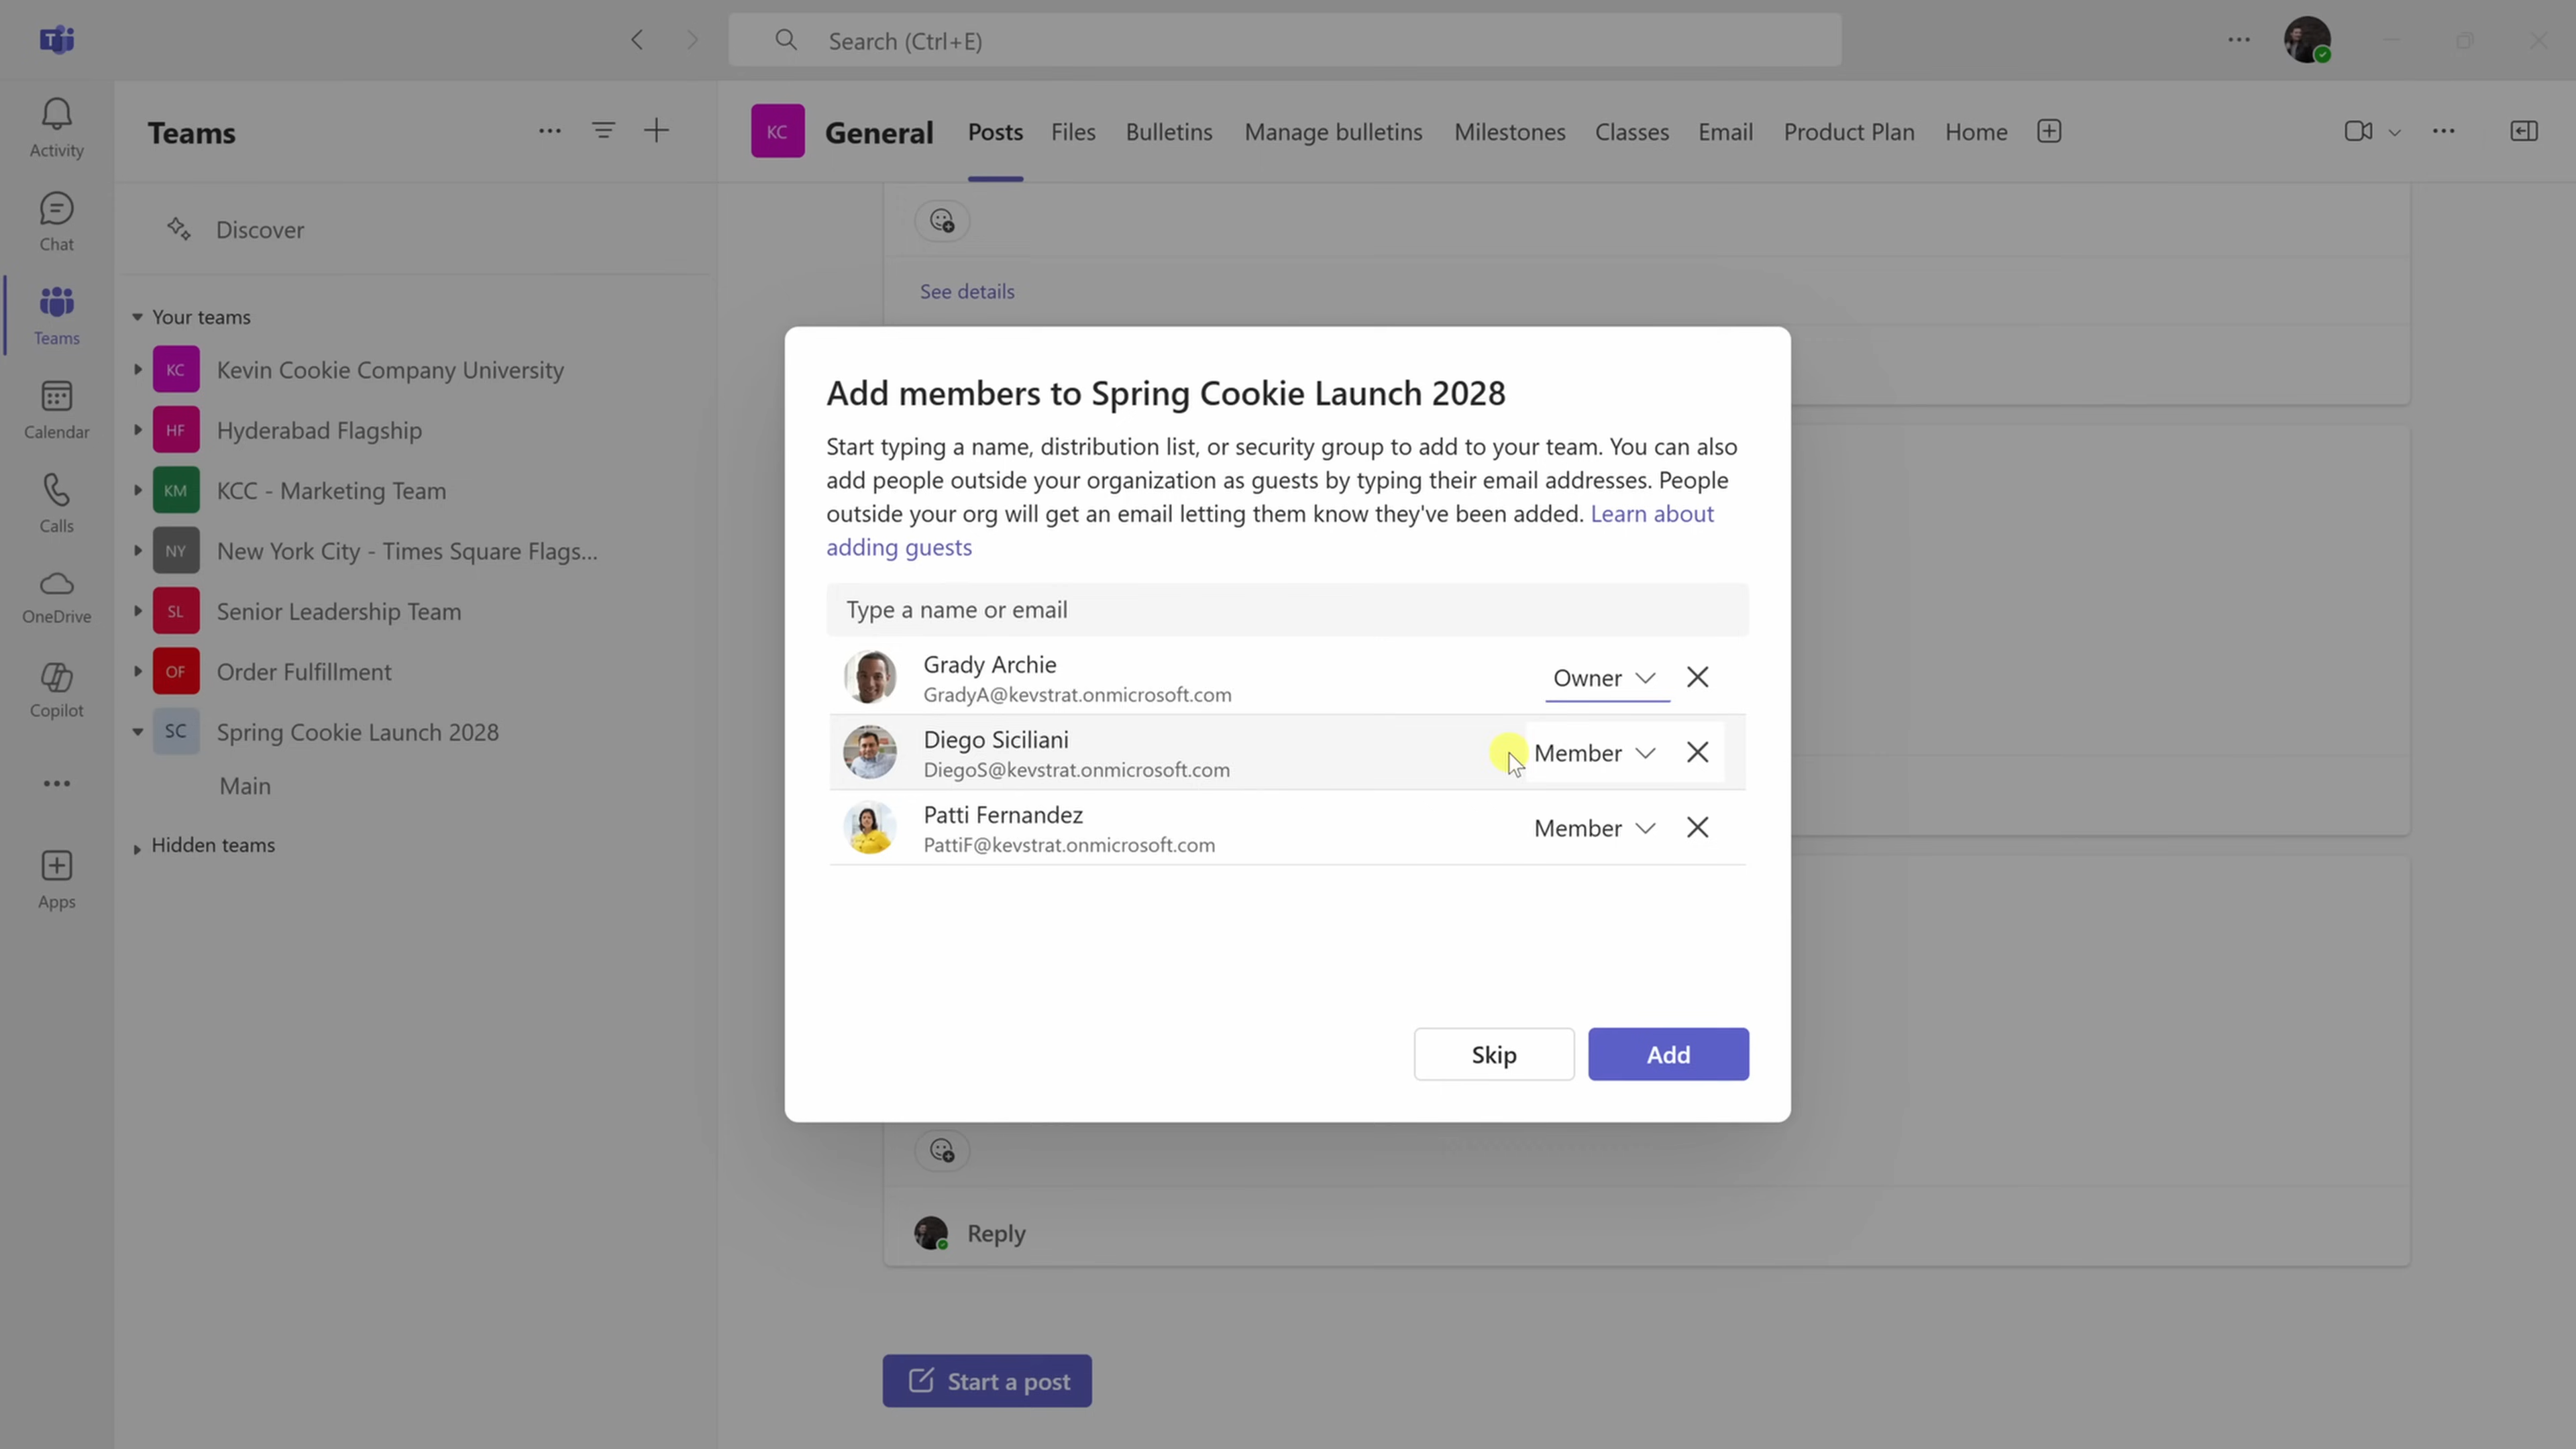 Search (Ctrl+E)
Activity
Chat
Teams
Calendar
Calls
OneDrive
Copilot
Apps
Teams
Discover
Your teams
KC Kevin Cookie Company University
HF Hyderabad Flagship
KM KCC - Marketing Team
NY New York City - Times Square Flags...
SL Senior Leadership Team
OF Order Fulfillment
SC Spring Cookie Launch 2028
Main
Hidden teams
KC General Posts Files Bulletins Manage bulletins Milestones Classes Email Product Plan Home
See details
Add members to Spring Cookie Launch 2028
Start typing a name, distribution list, or security group to add to your team. You can also
add people outside your organization as guests by typing their email addresses. People
outside your org will get an email letting them know they've been added. Learn about
adding guests
Type a name or email
Grady Archie
GradyA@kevstrat.onmicrosoft.com
Owner
Diego Siciliani
DiegoS@kevstrat.onmicrosoft.com
Member
Patti Fernandez
PattiF@kevstrat.onmicrosoft.com
Member
Skip Add
Reply
Start a post